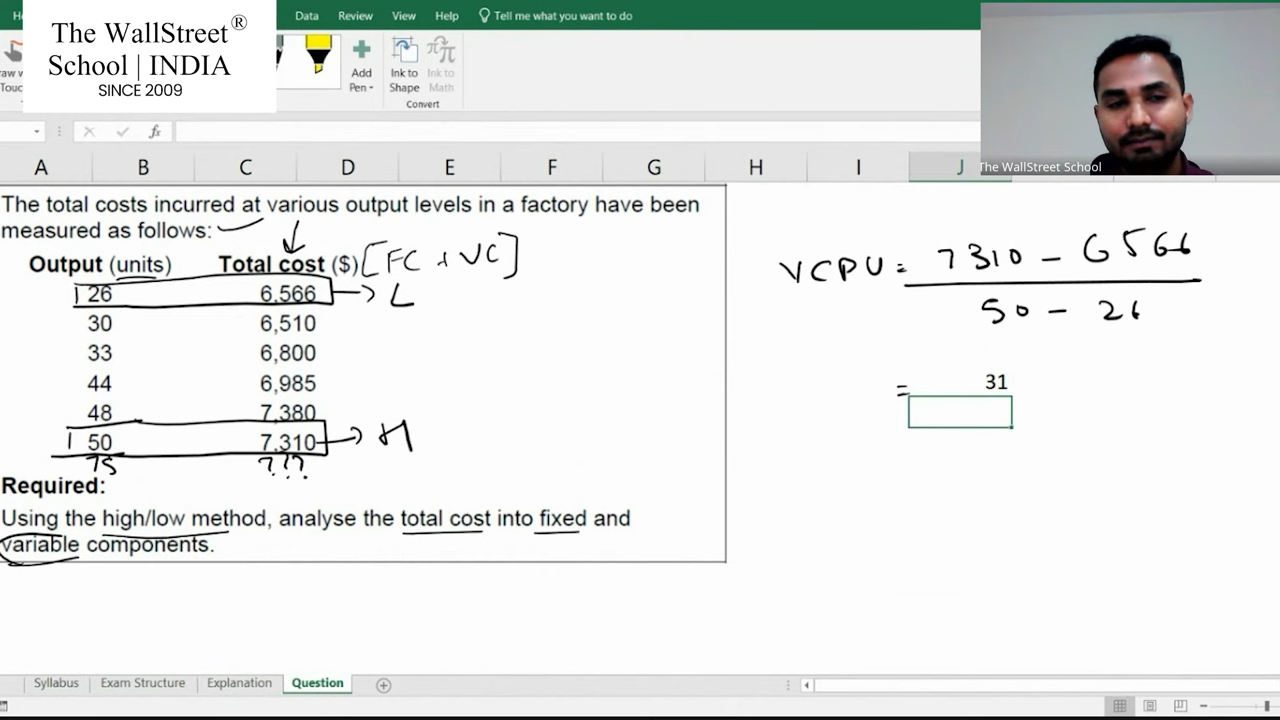 Data Review View Help Tell me what you want to do
The WallStreet®
School | INDIA
SINCE 2009
Add Pen
Ink to Shape
Ink to Math
Convert
fx
The WallStreet School
A B C D E F G H I J
The total costs incurred at various output levels in a factory have been
measured as follows:
Output (units) Total cost ($) [FC + VC]
26 6,566 → L
30 6,510
33 6,800
44 6,985
48 7,380
50 7,310 → H
75 ???
Required:
Using the high/low method, analyse the total cost into fixed and
variable components.
VCPU = 7310 - 6566
50 - 26
= 31
Syllabus Exam Structure Explanation Question